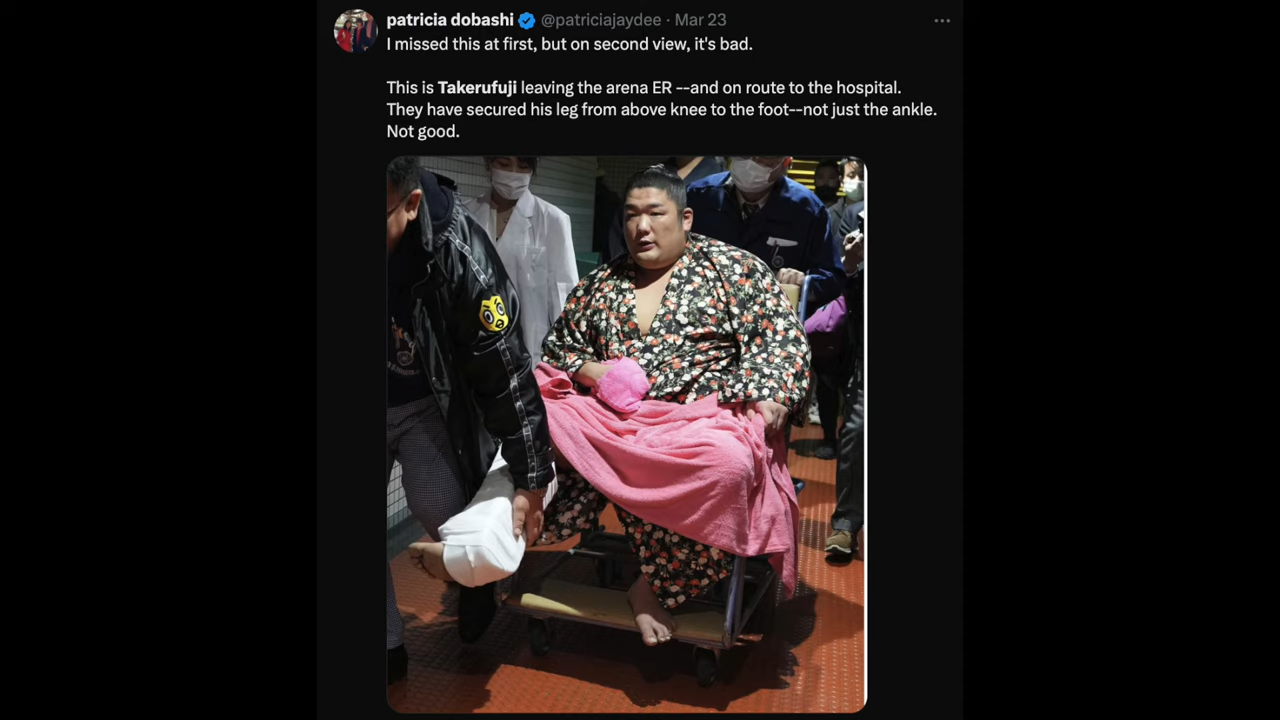 patricia dobashi @patriciajaydee · Mar 23
I missed this at first, but on second view, it's bad.
This is Takerufuji leaving the arena ER --and on route to the hospital.
They have secured his leg from above knee to the foot--not just the ankle.
Not good.